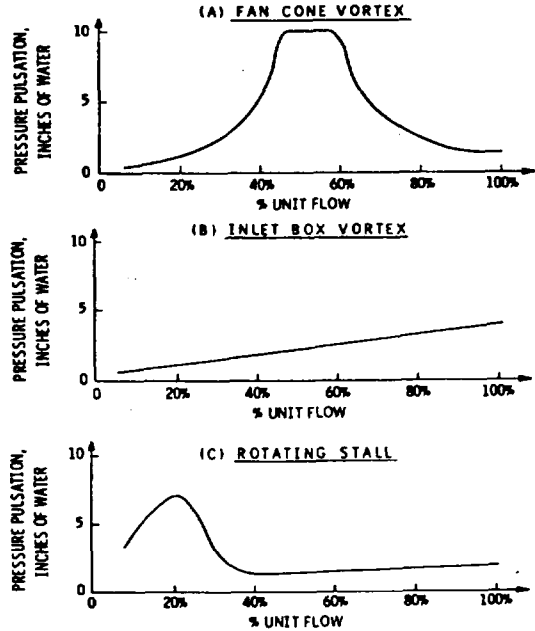 (A) FAN CONE VORTEX
PRESSURE PULSATION,
INCHES OF WATER
10
5
0
0
20%
40%
60%
80%
100%
% UNIT FLOW
(B) INLET BOX VORTEX
PRESSURE PULSATION,
INCHES OF WATER
10
5
0
0
20%
40%
60%
80%
100%
% UNIT FLOW
(C) ROTATING STALL
PRESSURE PULSATION,
INCHES OF WATER
10
5
0
0
20%
40%
60%
80%
100%
% UNIT FLOW